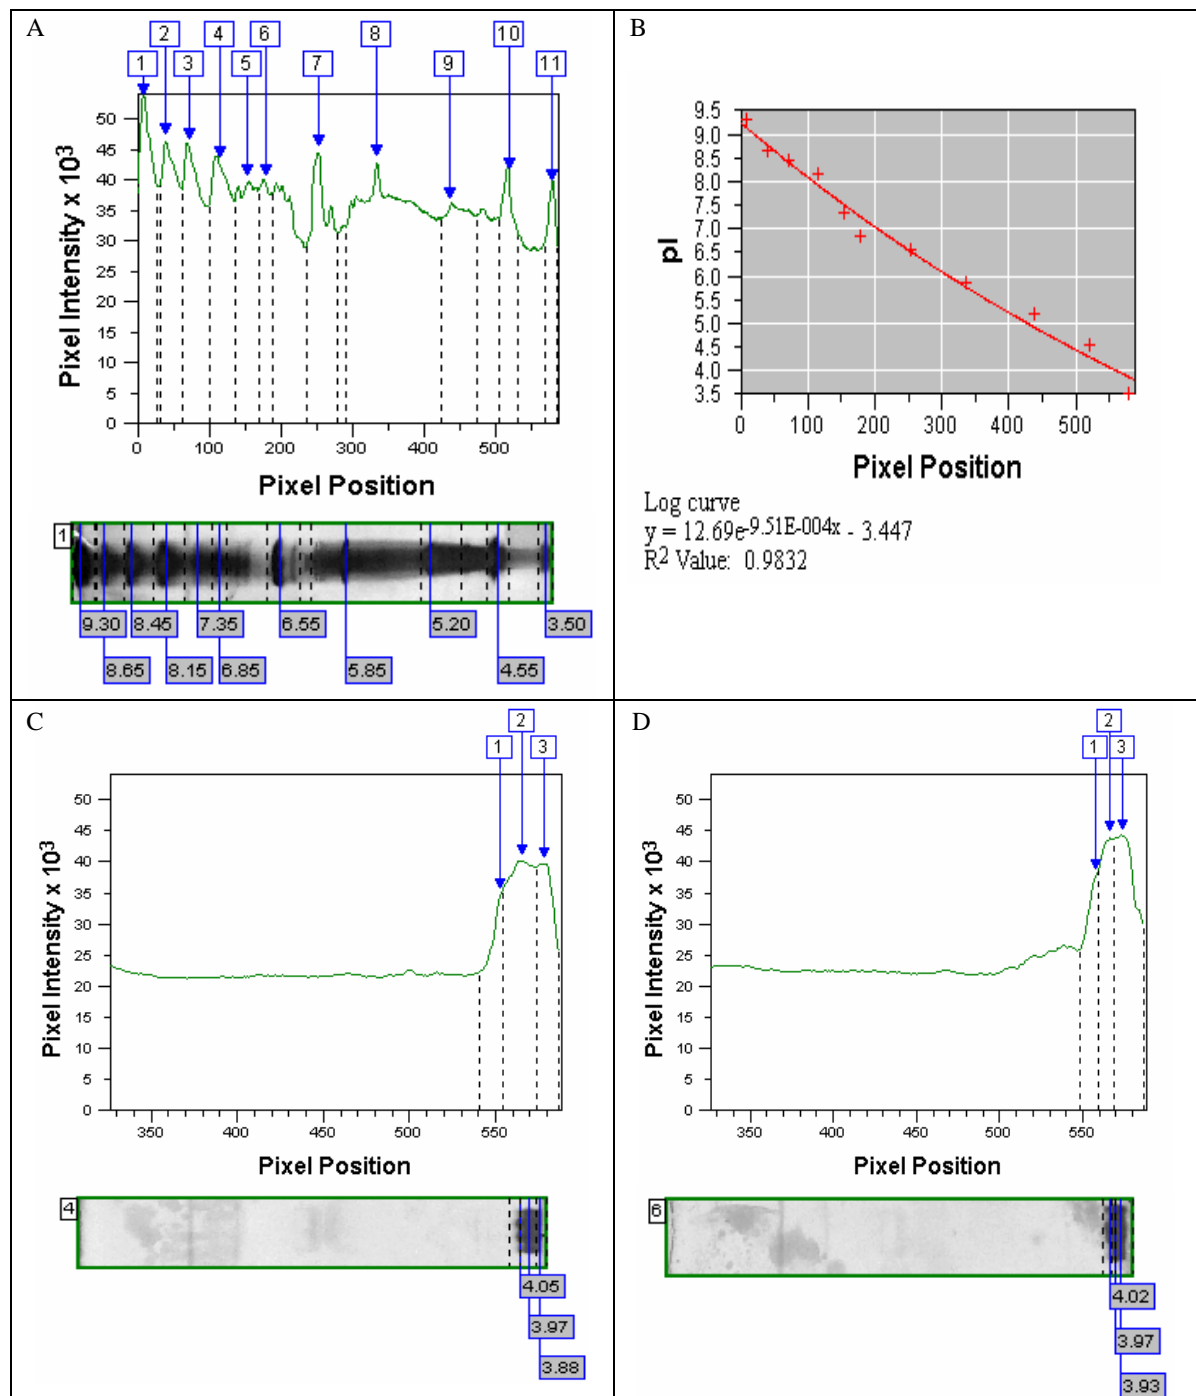 A
2 4 6 8 10
1 3 5 7 9 11
50
45
40
35
30
25
20
15
10
5
0
Pixel Intensity x 10³
0 100 200 300 400 500
Pixel Position
1
9.30 8.45 7.35 6.55 5.20 3.50
8.65 8.15 6.85 5.85 4.55
B
9.5
9.0
8.5
8.0
7.5
7.0
6.5
6.0
5.5
5.0
4.5
4.0
3.5
pI
0 100 200 300 400 500
Pixel Position
Log curve
y = 12.69e-9.51E-004x - 3.447
R² Value: 0.9832
C
2
1 3
50
45
40
35
30
25
20
15
10
5
0
Pixel Intensity x 10³
350 400 450 500 550
Pixel Position
4
4.05
3.97
3.88
D
2
1 3
50
45
40
35
30
25
20
15
10
5
0
Pixel Intensity x 10³
350 400 450 500 550
Pixel Position
6
4.02
3.97
3.93